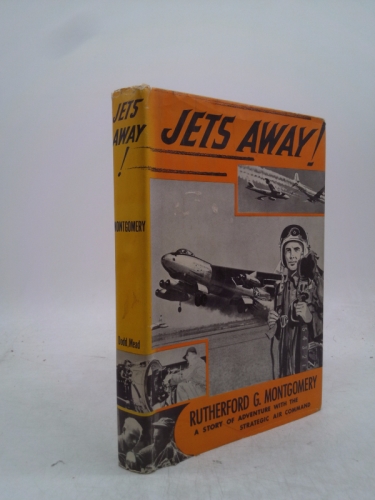 JETS
AWAY
!
MONTGOMERY
Dodd, Mead
JETS AWAY!
RUTHERFORD G. MONTGOMERY
A STORY OF ADVENTURE WITH THE
STRATEGIC AIR COMMAND